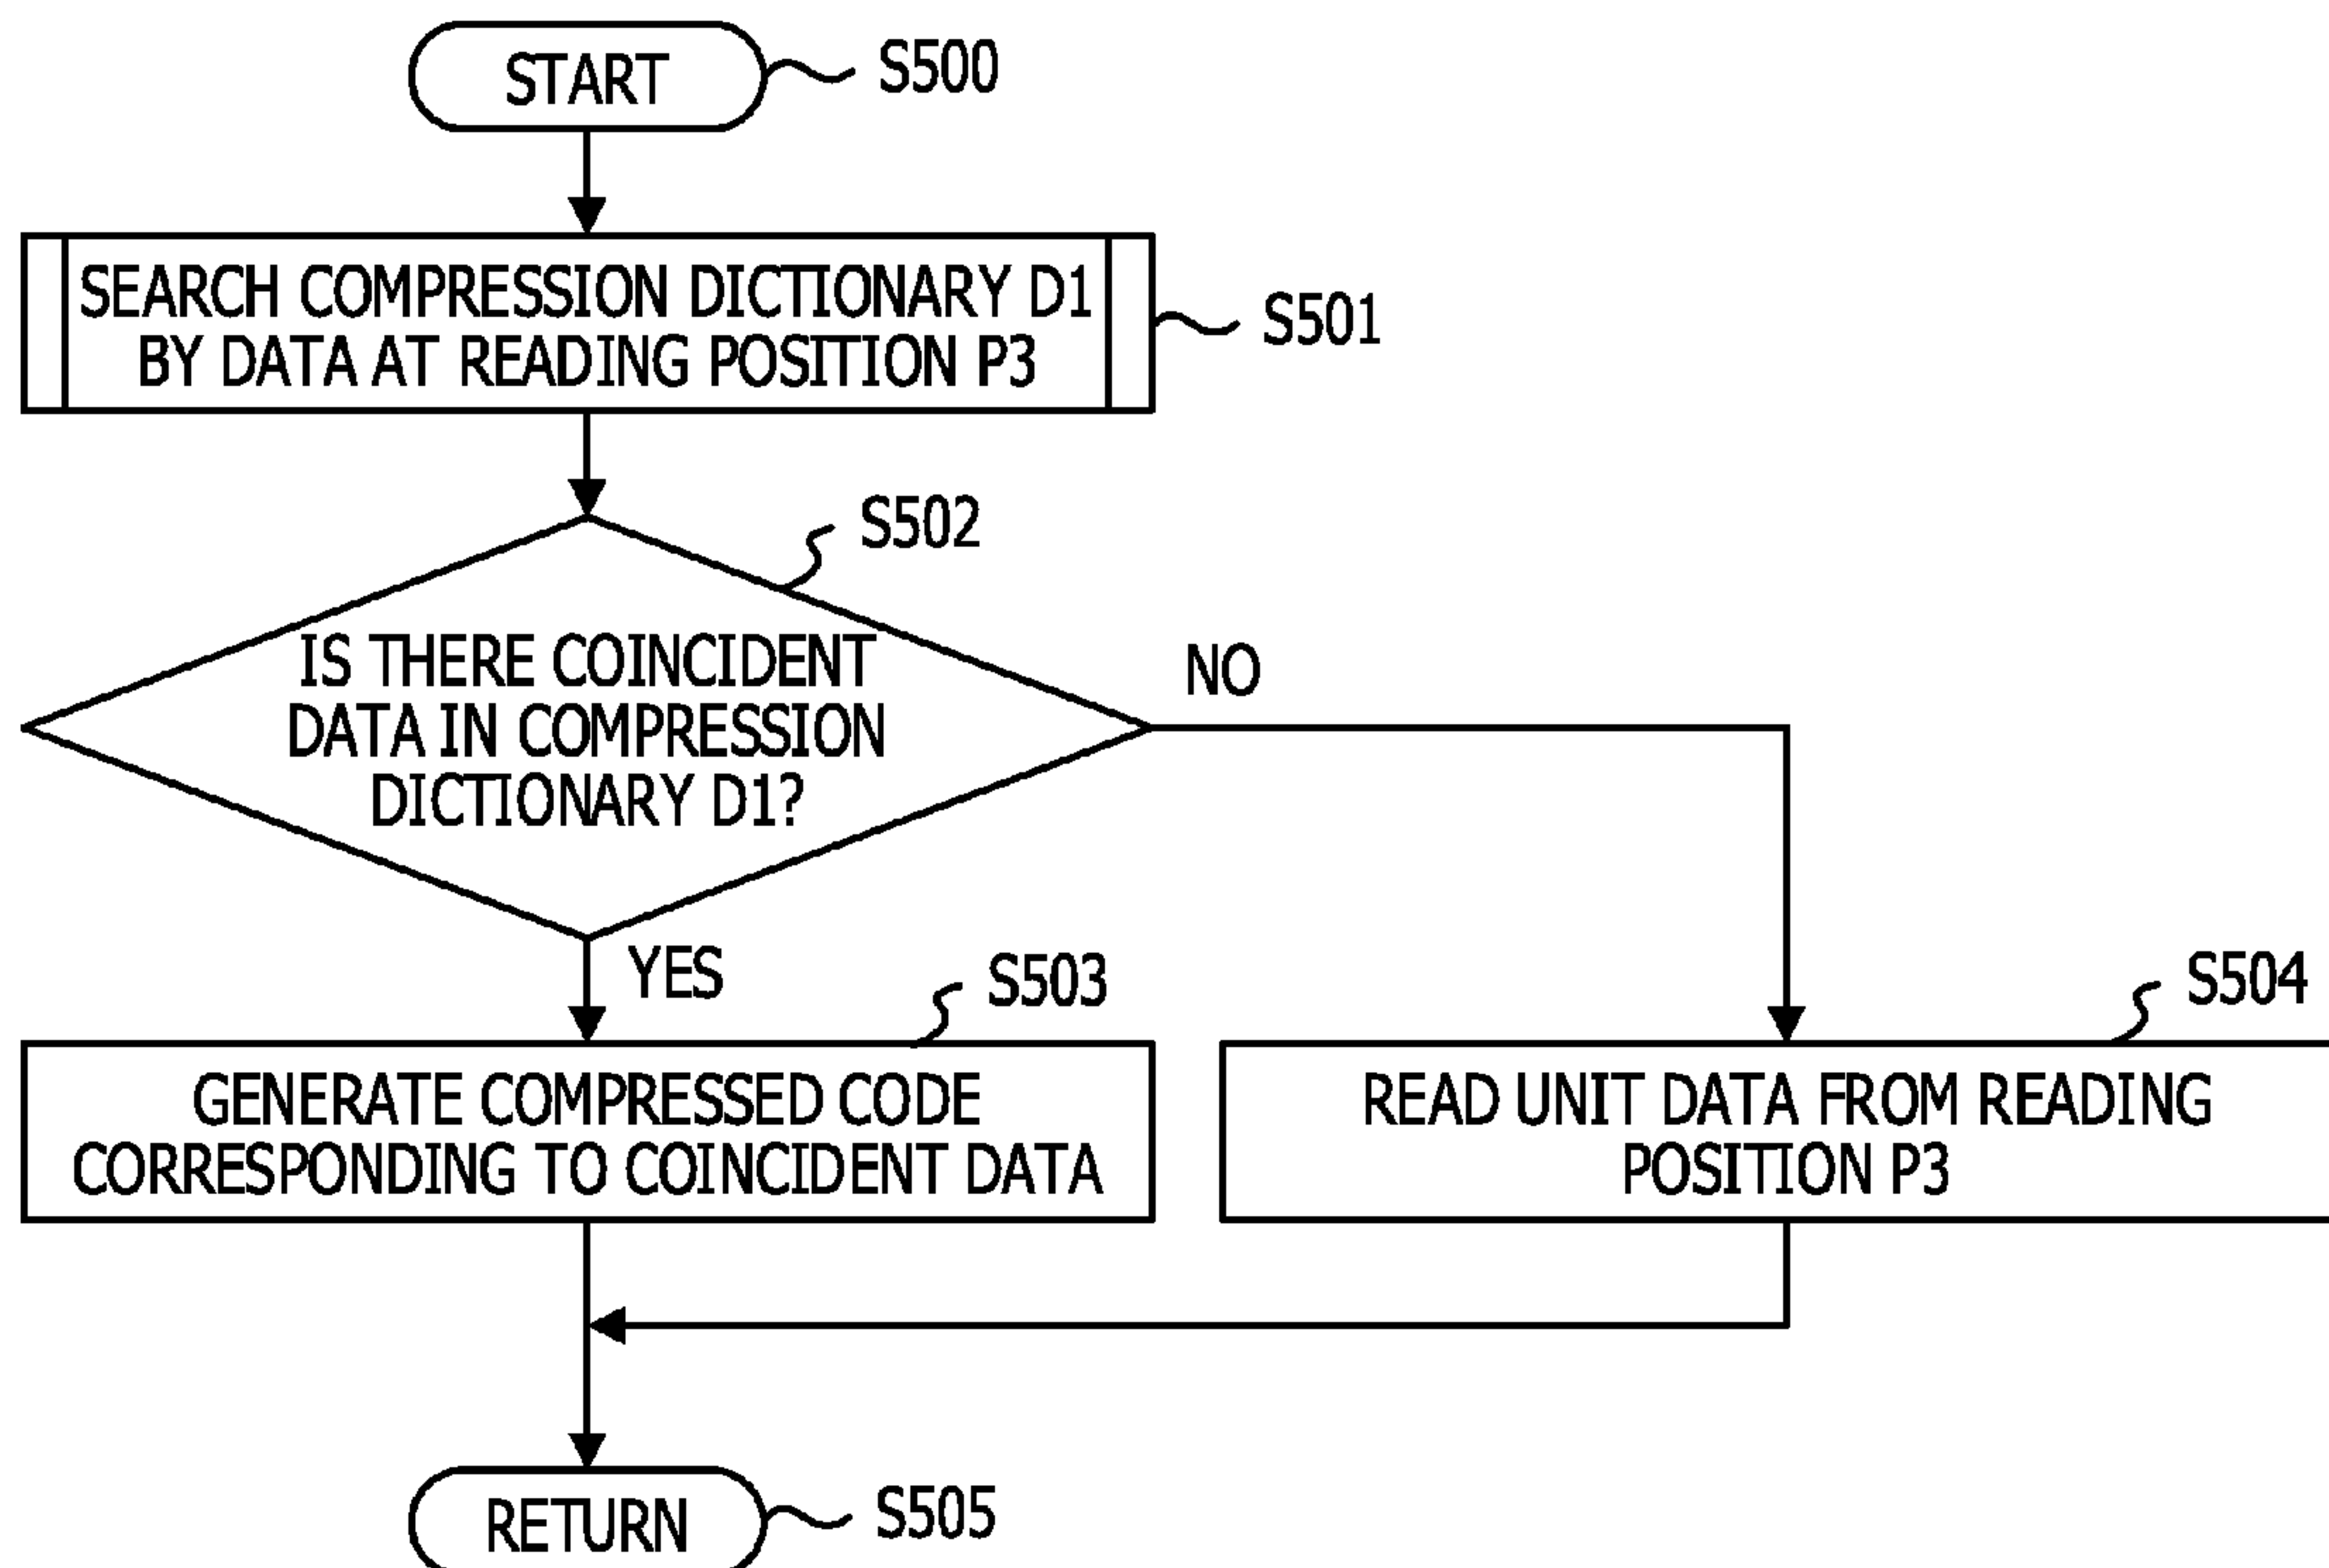 START
S500
SEARCH COMPRESSION DICTIONARY D1
BY DATA AT READING POSITION P3
S501
S502
IS THERE COINCIDENT
DATA IN COMPRESSION
DICTIONARY D1?
NO
YES
S503
GENERATE COMPRESSED CODE
CORRESPONDING TO COINCIDENT DATA
S504
READ UNIT DATA FROM READING
POSITION P3
RETURN
S505